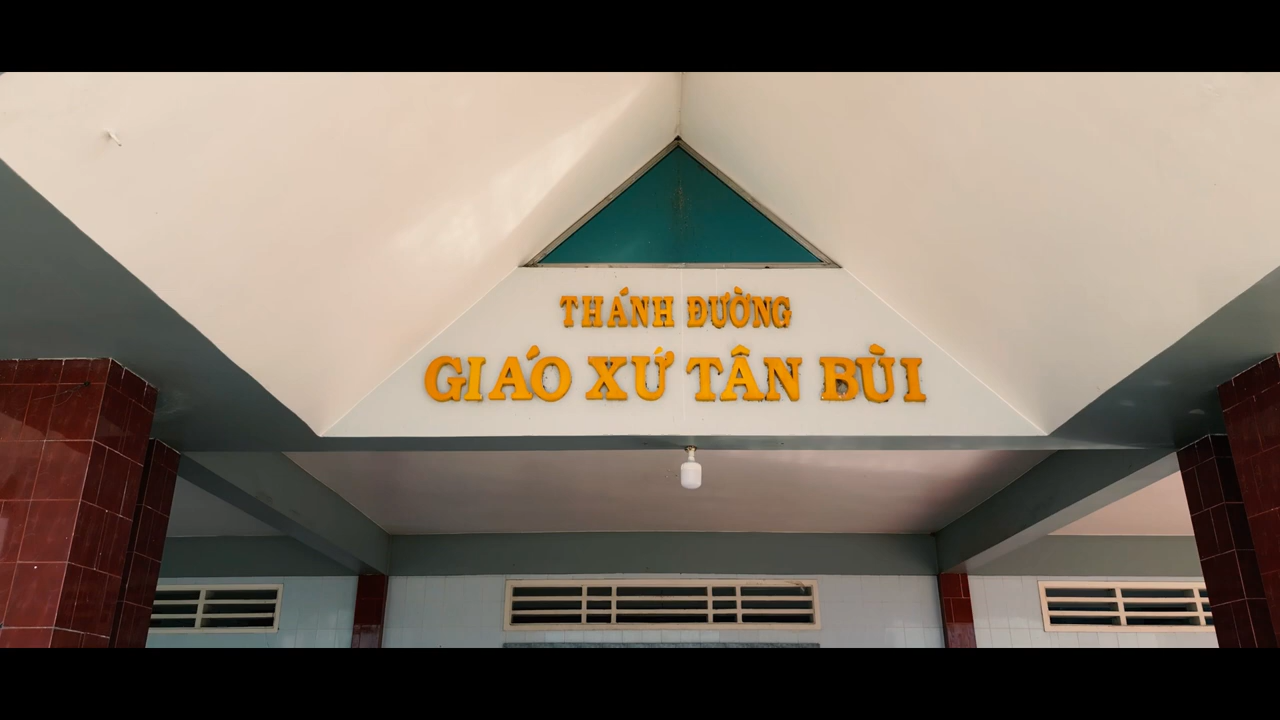 THÁNH ĐƯỜNG
GIÁO XỨ TÂN BÙI